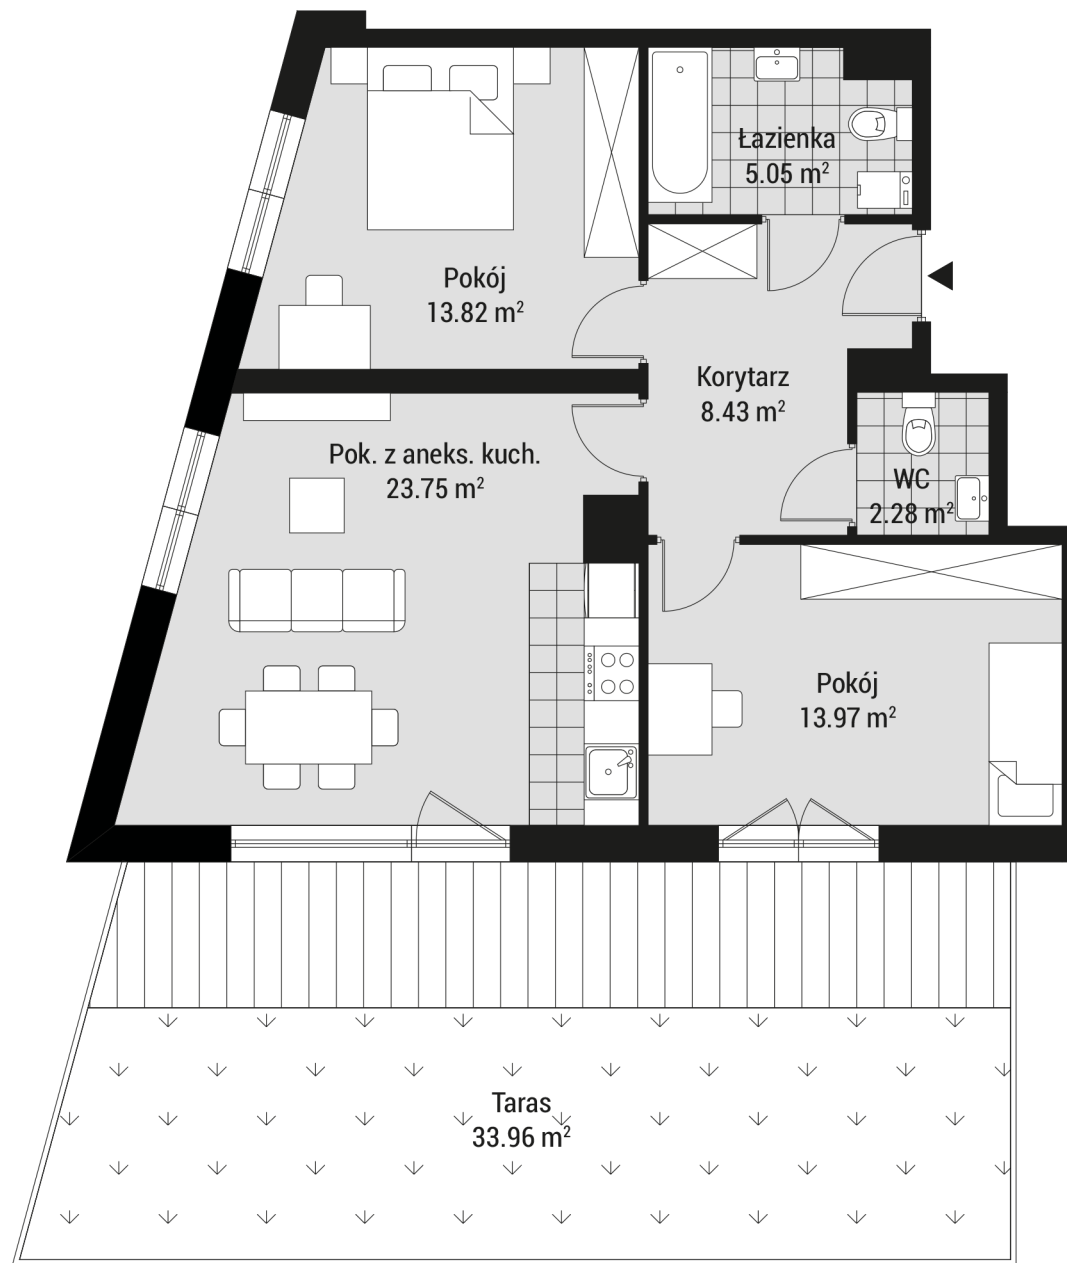 Łazienka
5.05 m²
Pokój
13.82 m²
Korytarz
8.43 m²
Pok. z aneks. kuch.
23.75 m²
WC
2.28 m²
Pokój
13.97 m²
Taras
33.96 m²